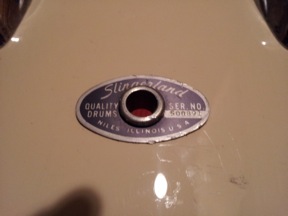 Slingerland
QUALITY DRUMS
SER. NO.
NILES ILLINOIS U.S.A.